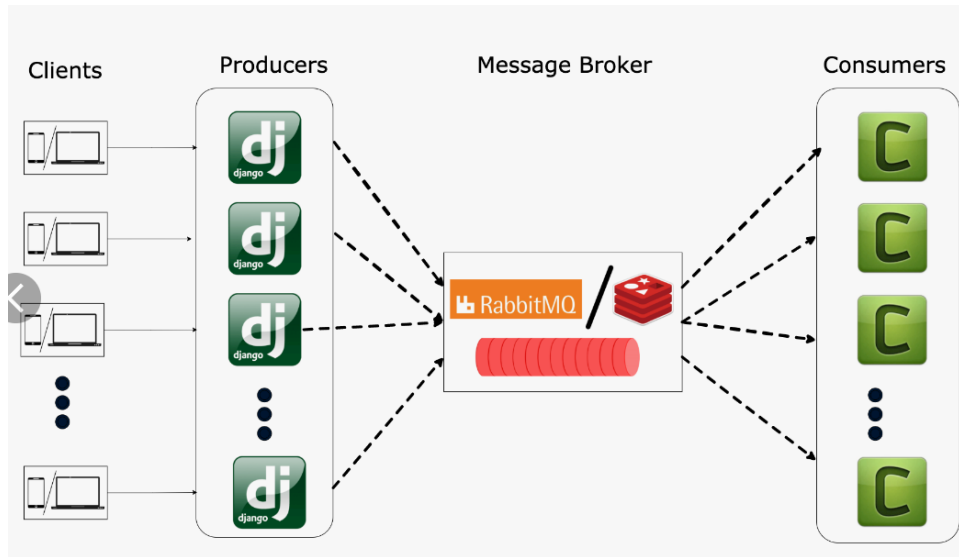 Clients
Producers
Message Broker
Consumers
dj
django
C
dj
django
C
RabbitMQ
dj
django
C
dj
django
C